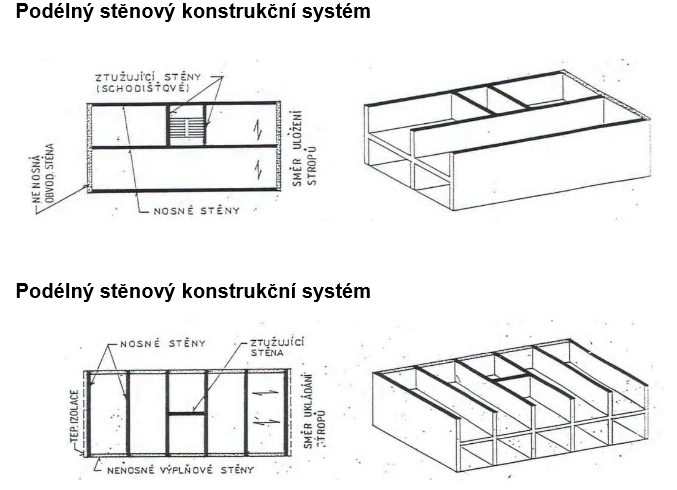 Podélný stěnový konstrukční systém
ZTUŽUJÍCÍ STĚNY
(SCHODIŠŤOVÉ)
NENOSNÁ
OBVOD. STĚNA
SMĚR ULOŽENÍ
STROPŮ
NOSNÉ STĚNY
Podélný stěnový konstrukční systém
NOSNÉ STĚNY
ZTUŽUJÍCÍ
STĚNA
TEP. IZOLACE
SMĚR UKLÁDÁNÍ
STROPŮ
NENOSNÉ VÝPLŇOVÉ STĚNY